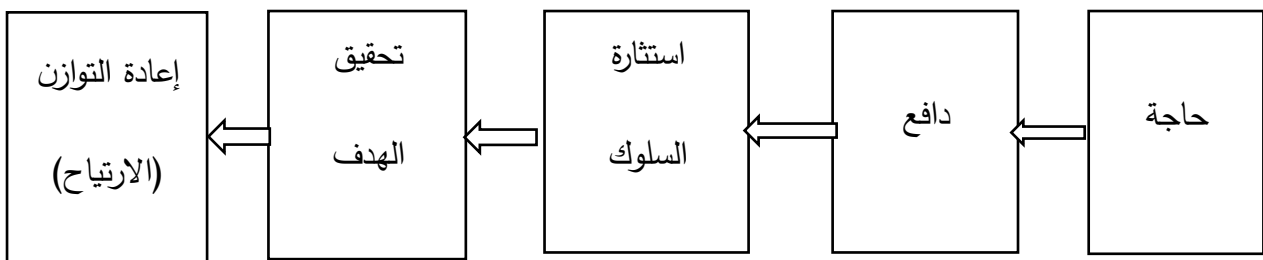 حاجة
دافع
استثارة
السلوك
تحقيق
الهدف
إعادة التوازن
(الارتياح)